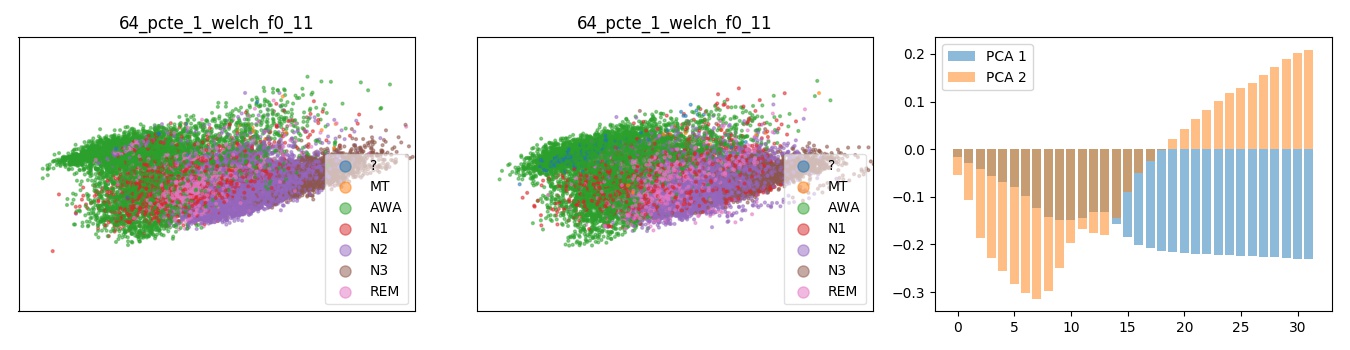 64_pcte_1_welch_f0_11
?
MT
AWA
N1
N2
N3
REM
64_pcte_1_welch_f0_11
?
MT
AWA
N1
N2
N3
REM
PCA 1
PCA 2
0.2
0.1
0.0
−0.1
−0.2
−0.3
0 5 10 15 20 25 30